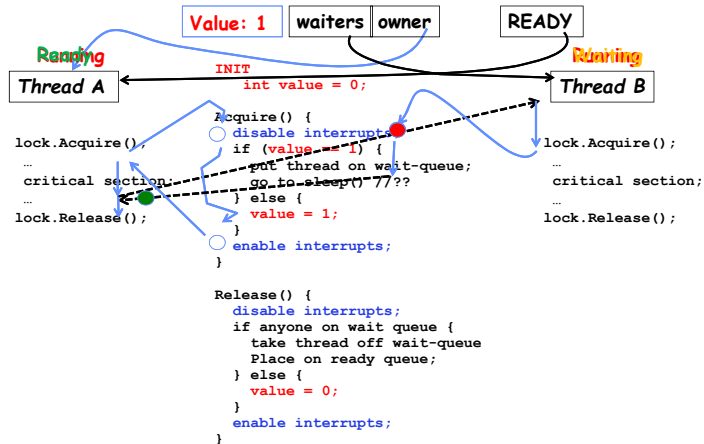 Value: 1 waiters owner READY
Running
Waiting
Thread A
Thread B
INIT
int value = 0;
Acquire() {
disable interrupts;
if (value == 1) {
put thread on wait-queue;
go to sleep() //??
} else {
value = 1;
}
enable interrupts;
}
lock.Acquire();
…
critical section;
…
lock.Release();
lock.Acquire();
…
critical section;
…
lock.Release();
Release() {
disable interrupts;
if anyone on wait queue {
take thread off wait-queue
Place on ready queue;
} else {
value = 0;
}
enable interrupts;
}